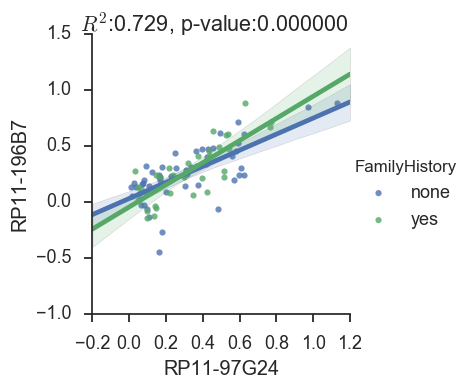 R²:0.729, p-value:0.000000
1.5
1.0
0.5
0.0
−0.5
−1.0
RP11-196B7
−0.2 0.0 0.2 0.4 0.6 0.8 1.0 1.2
RP11-97G24
FamilyHistory
none
yes